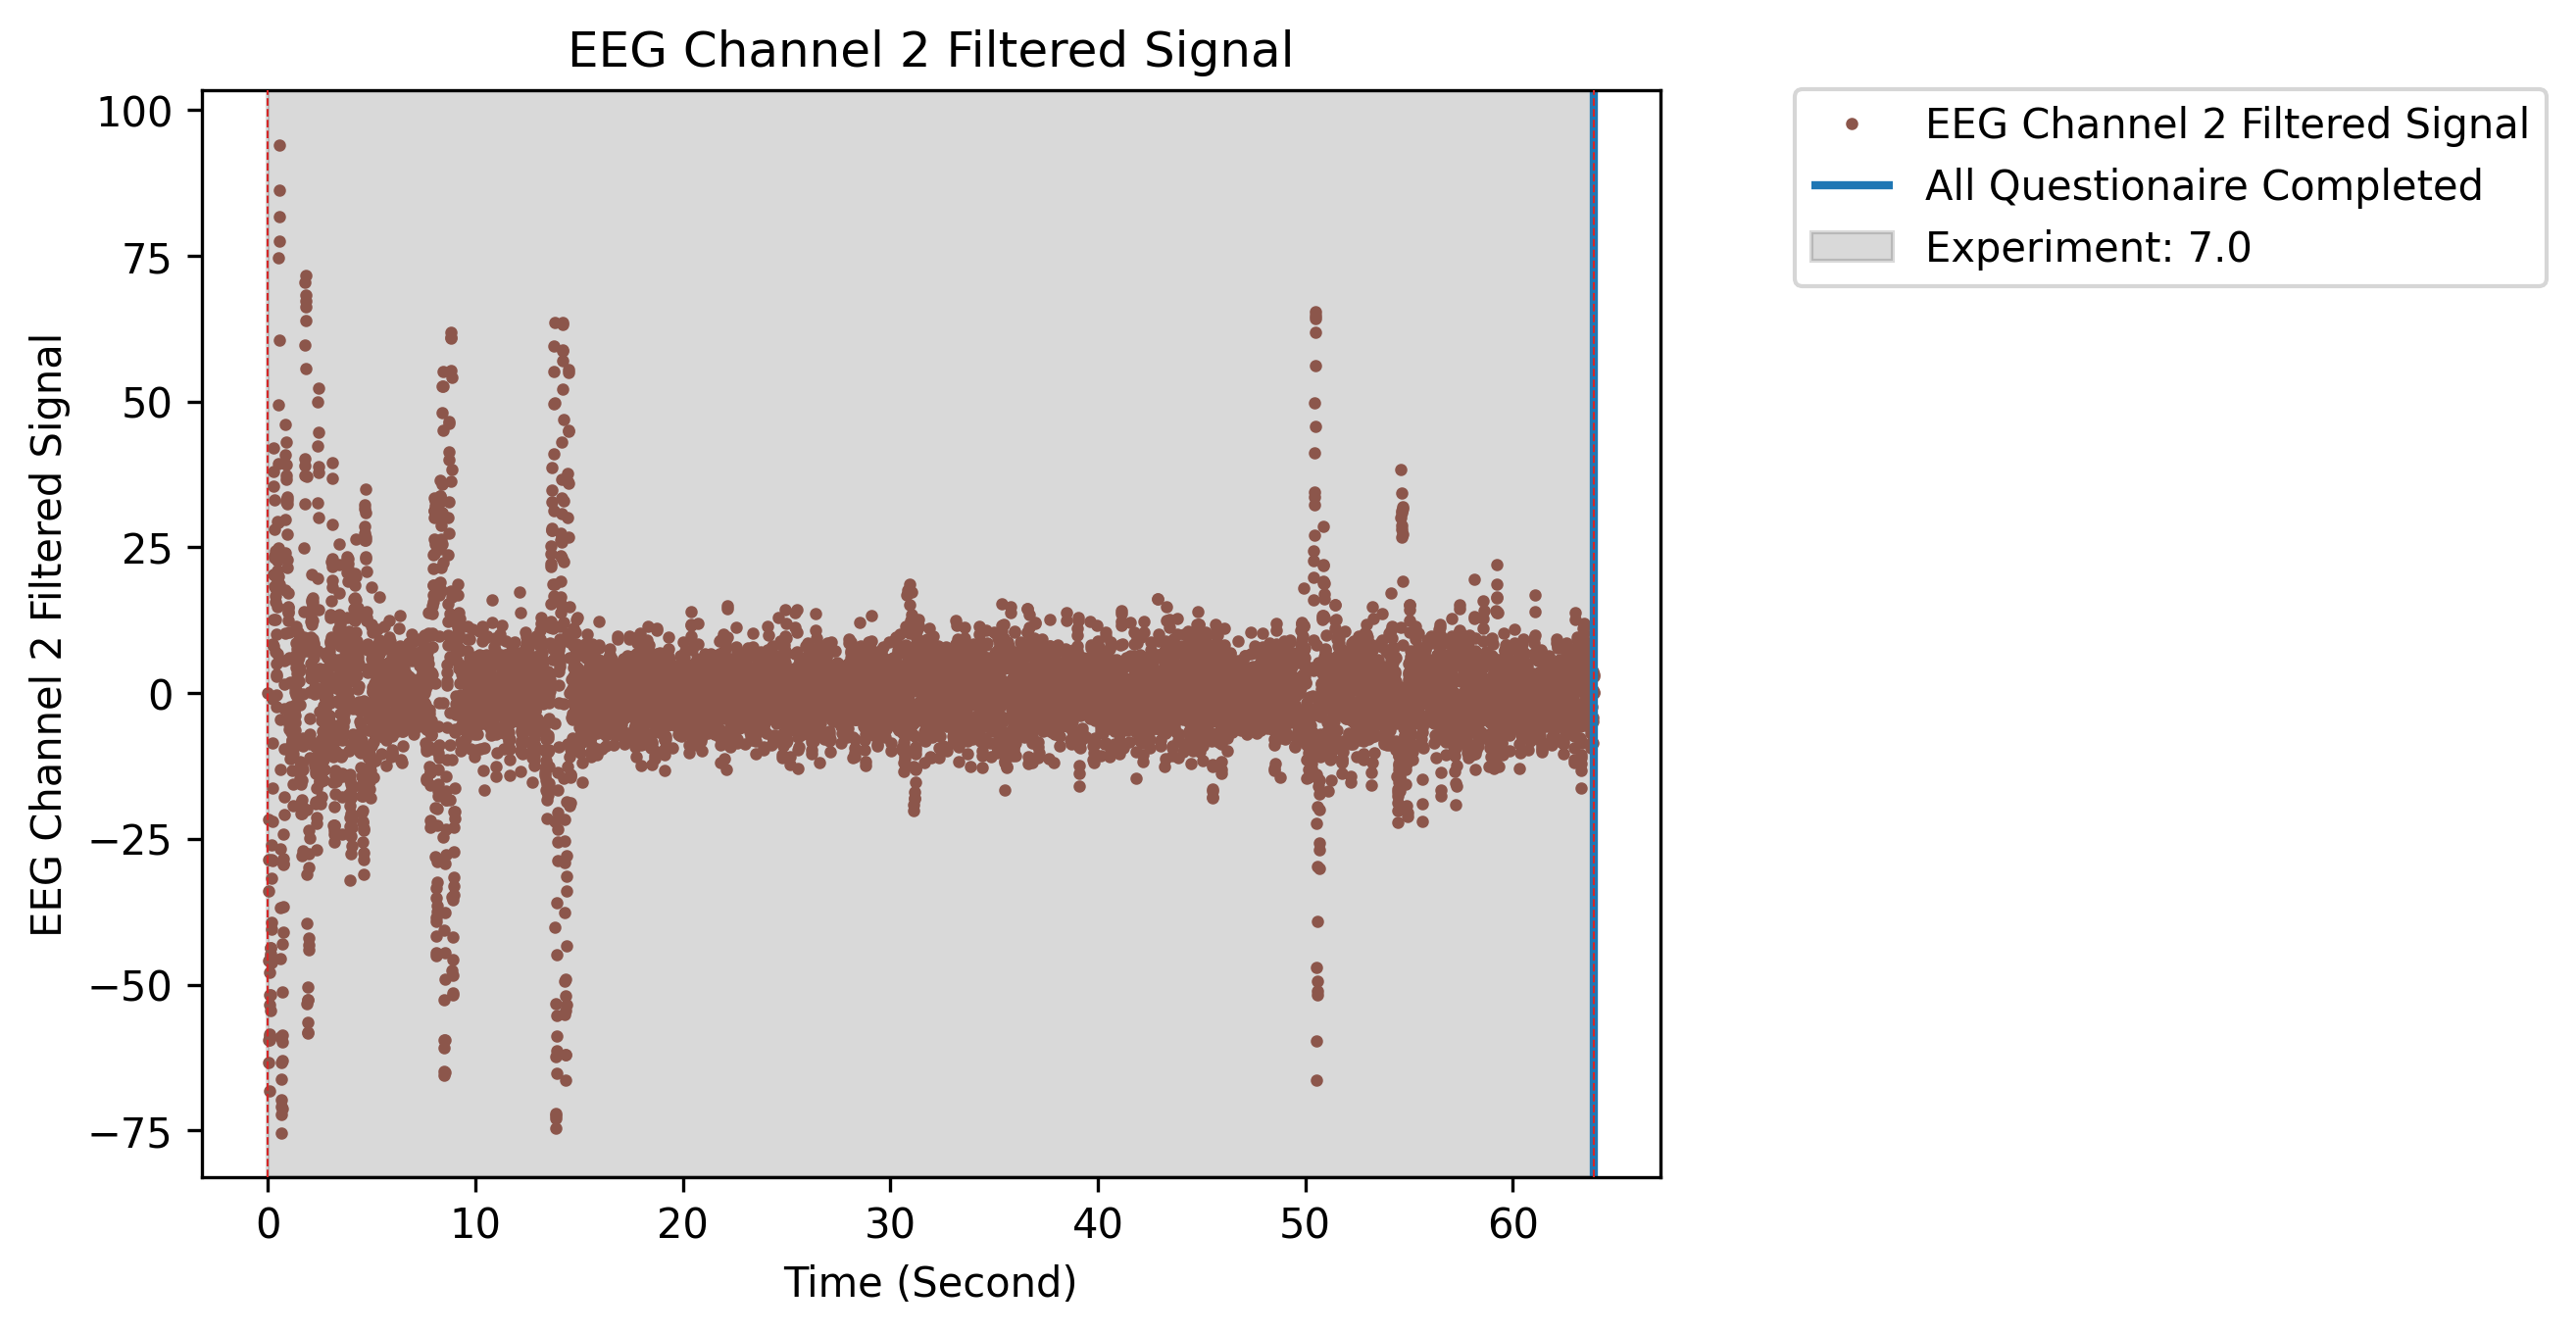 EEG Channel 2 Filtered Signal
EEG Channel 2 Filtered Signal
100
75
50
25
0
−25
−50
−75
0 10 20 30 40 50 60
Time (Second)
EEG Channel 2 Filtered Signal
All Questionaire Completed
Experiment: 7.0